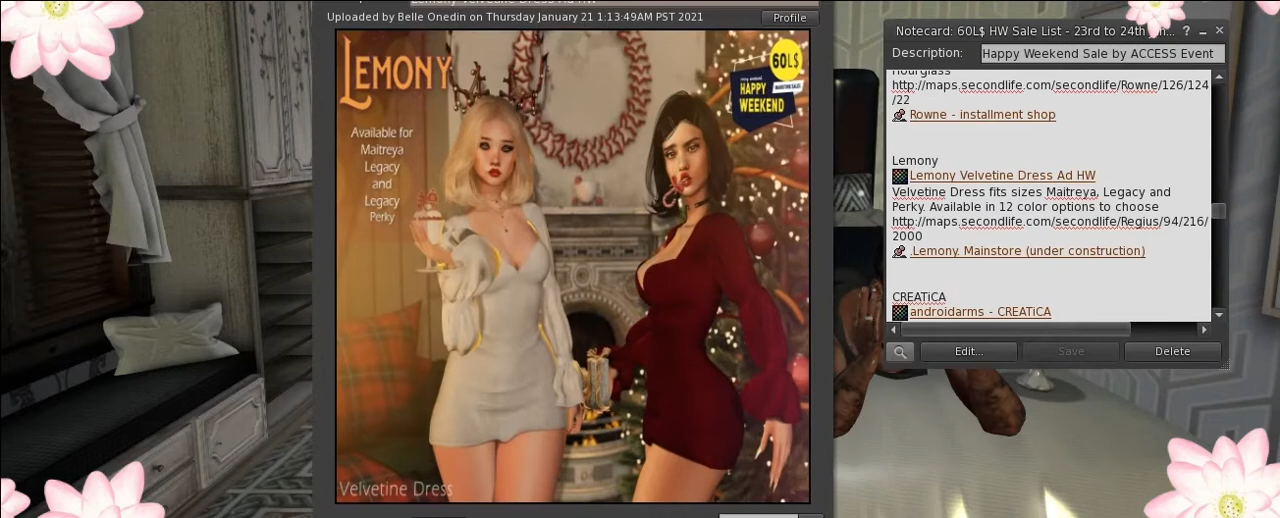 Uploaded by Belle Onedin on Thursday January 21 1:13:49AM PST 2021
Profile
LEMONY
60L$
HAPPY
WEEKEND
Available for
Maitreya
Legacy
and
Legacy
Perky
Velvetine Dress
Notecard: 60L$ HW Sale List - 23rd to 24th
Description:
Happy Weekend Sale by ACCESS Event
hourglass
http://maps.secondlife.com/secondlife/Rowne/126/124
/22
Rowne - installment shop
Lemony
Lemony Velvetine Dress Ad HW
Velvetine Dress fits sizes Maitreya, Legacy and
Perky. Available in 12 color options to choose
http://maps.secondlife.com/secondlife/Regius/94/216/
2000
.Lemony. Mainstore (under construction)
CREATiCA
androidarms - CREATiCA
Edit...
Save
Delete